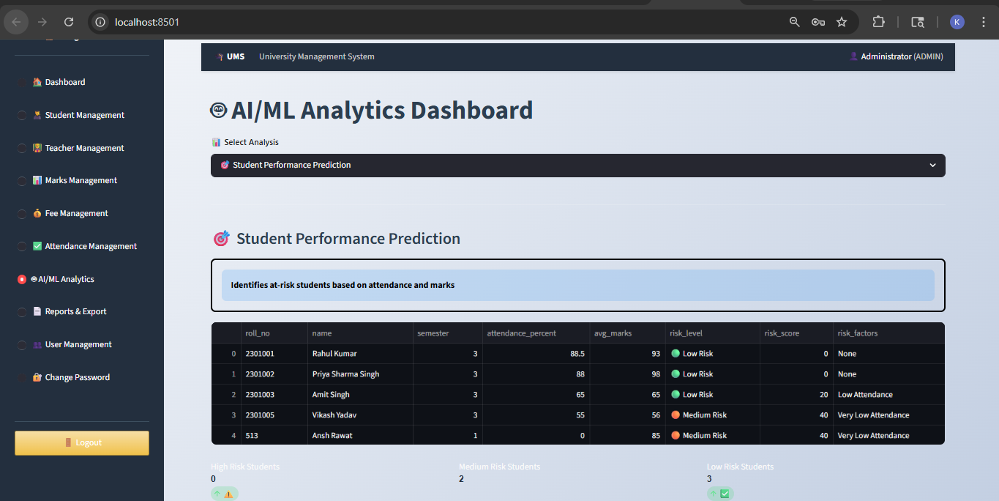 localhost:8501
K
UMS University Management System Administrator (ADMIN)
Dashboard
Student Management
Teacher Management
Marks Management
Fee Management
Attendance Management
AI/ML Analytics
Reports & Export
User Management
Change Password
Logout
AI/ML Analytics Dashboard
Select Analysis
Student Performance Prediction
Student Performance Prediction
Identifies at-risk students based on attendance and marks
roll_no name semester attendance_percent avg_marks risk_level risk_score risk_factors
0 2301001 Rahul Kumar 3 88.5 93 Low Risk 0 None
1 2301002 Priya Sharma Singh 3 88 98 Low Risk 0 None
2 2301003 Amit Singh 3 65 65 Low Risk 20 Low Attendance
3 2301005 Vikash Yadav 3 55 56 Medium Risk 40 Very Low Attendance
4 513 Ansh Rawat 1 0 85 Medium Risk 40 Very Low Attendance
High Risk Students Medium Risk Students Low Risk Students
0 2 3